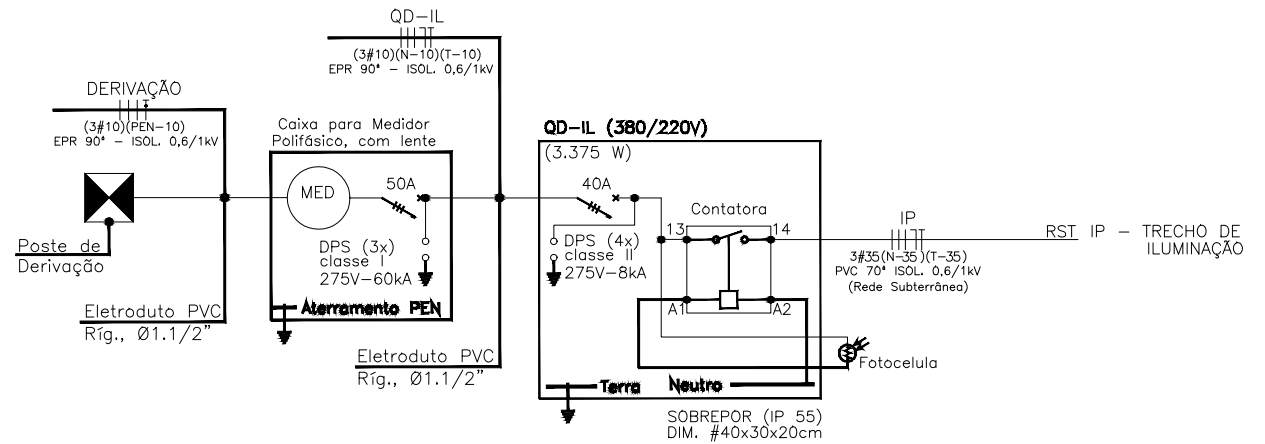 QD-IL
(3#10)(N-10)(T-10)
EPR 90° - ISOL. 0,6/1kV
DERIVAÇÃO
(3#10)(PEN-10)
EPR 90° - ISOL. 0,6/1kV
Caixa para Medidor
Polifásico, com lente
MED
50A
DPS (3x)
classe I
275V-60kA
Aterramento PEN
Poste de
Derivação
Eletroduto PVC
Ríg., Ø1.1/2"
Eletroduto PVC
Ríg., Ø1.1/2"
QD-IL (380/220V)
(3.375 W)
40A
DPS (4x)
classe II
275V-8kA
Contatora
13
14
A1
A2
Fotocelula
Terra
Neutro
SOBREPOR (IP 55)
DIM. #40x30x20cm
IP
3#35(N-35)(T-35)
PVC 70° ISOL. 0,6/1kV
(Rede Subterrânea)
RST IP - TRECHO DE
ILUMINAÇÃO